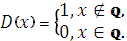 D(x) = {1, x ∉ Q,
0, x ∈ Q.